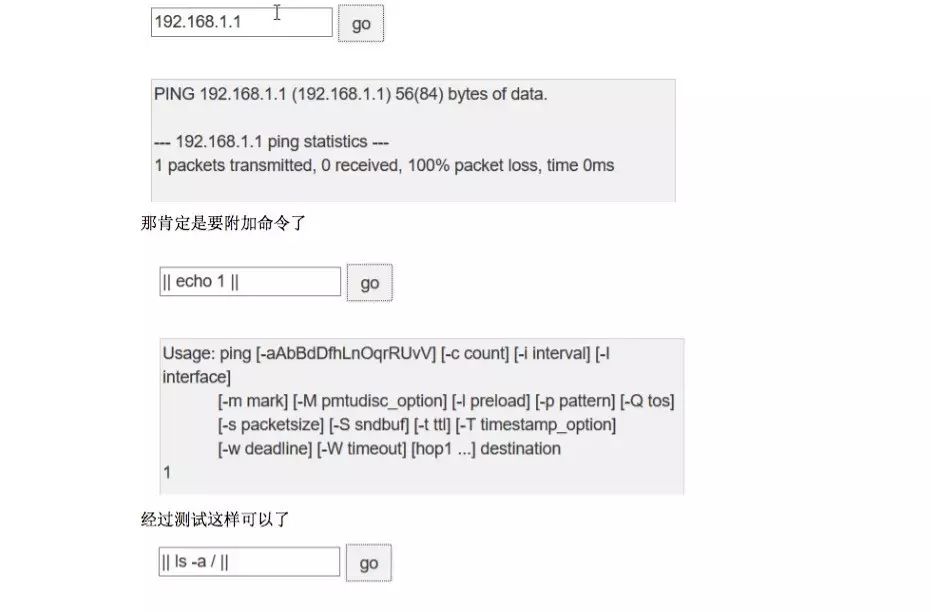 192.168.1.1
go
PING 192.168.1.1 (192.168.1.1) 56(84) bytes of data.
--- 192.168.1.1 ping statistics ---
1 packets transmitted, 0 received, 100% packet loss, time 0ms
那肯定是要附加命令了
|| echo 1 ||
go
Usage: ping [-aAbBdDfhLnOqrRUvV] [-c count] [-i interval] [-I
interface]
[-m mark] [-M pmtudisc_option] [-l preload] [-p pattern] [-Q tos]
[-s packetsize] [-S sndbuf] [-t ttl] [-T timestamp_option]
[-w deadline] [-W timeout] [hop1 ...] destination
1
经过测试这样可以了
|| ls -a / ||
go